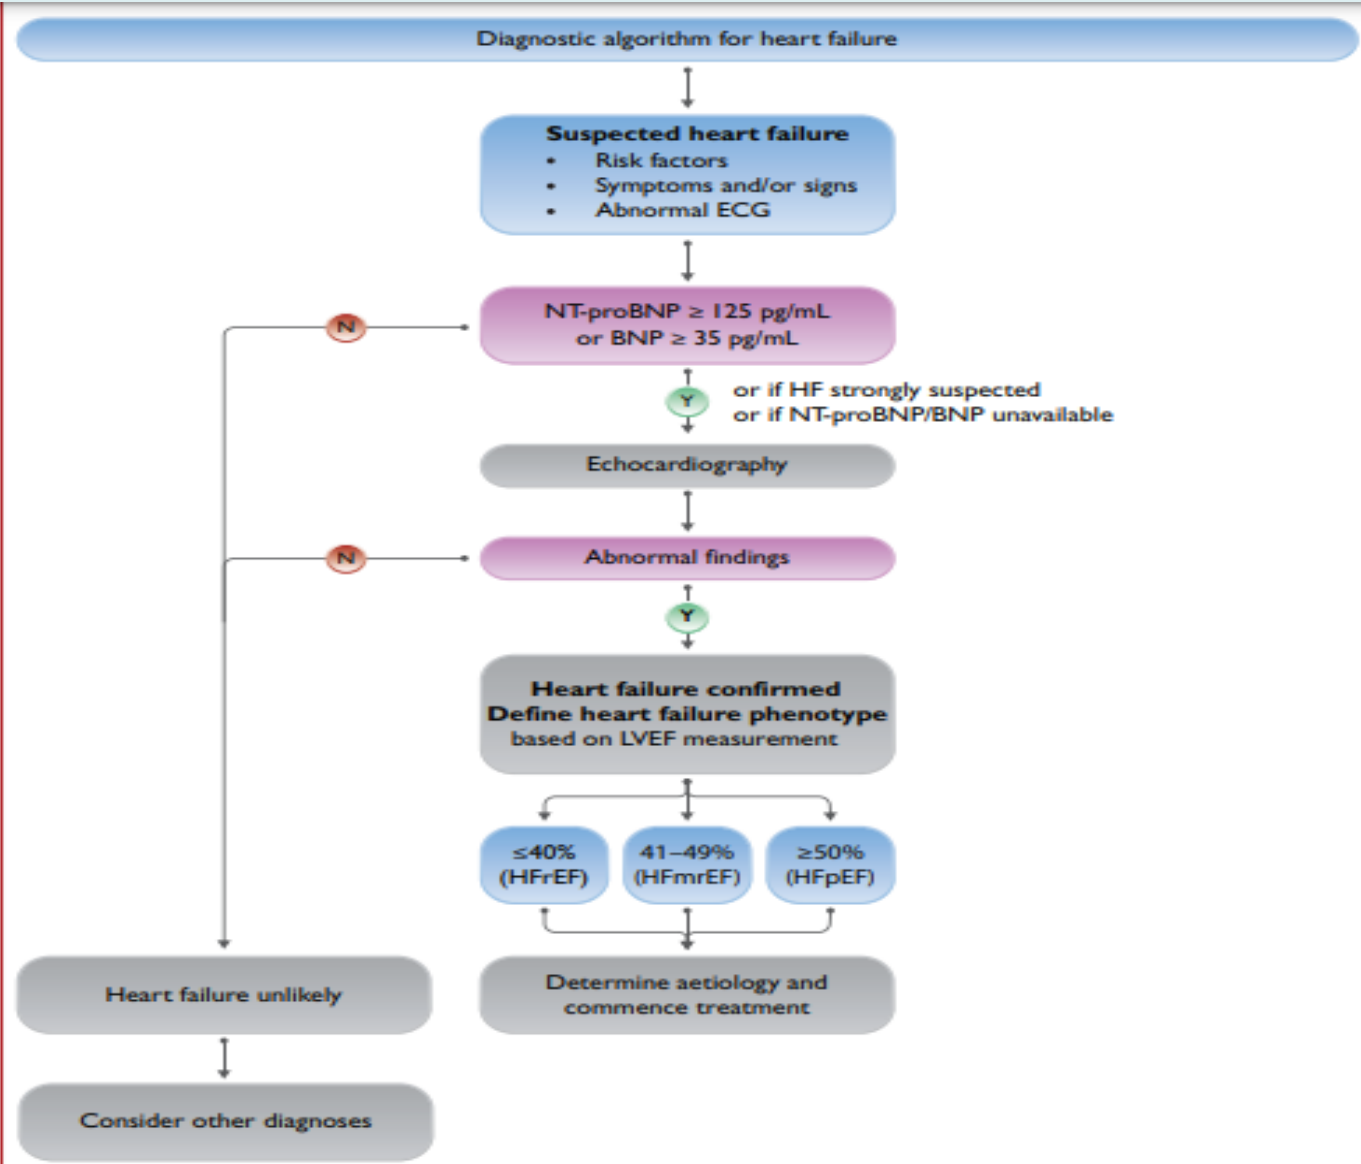 Diagnostic algorithm for heart failure
Suspected heart failure
• Risk factors
• Symptoms and/or signs
• Abnormal ECG
N
NT-proBNP ≥ 125 pg/mL
or BNP ≥ 35 pg/mL
Y
or if HF strongly suspected
or if NT-proBNP/BNP unavailable
Echocardiography
N
Abnormal findings
Y
Heart failure confirmed
Define heart failure phenotype
based on LVEF measurement
≤40%
(HFrEF)
41–49%
(HFmrEF)
≥50%
(HFpEF)
Heart failure unlikely
Determine aetiology and
commence treatment
Consider other diagnoses